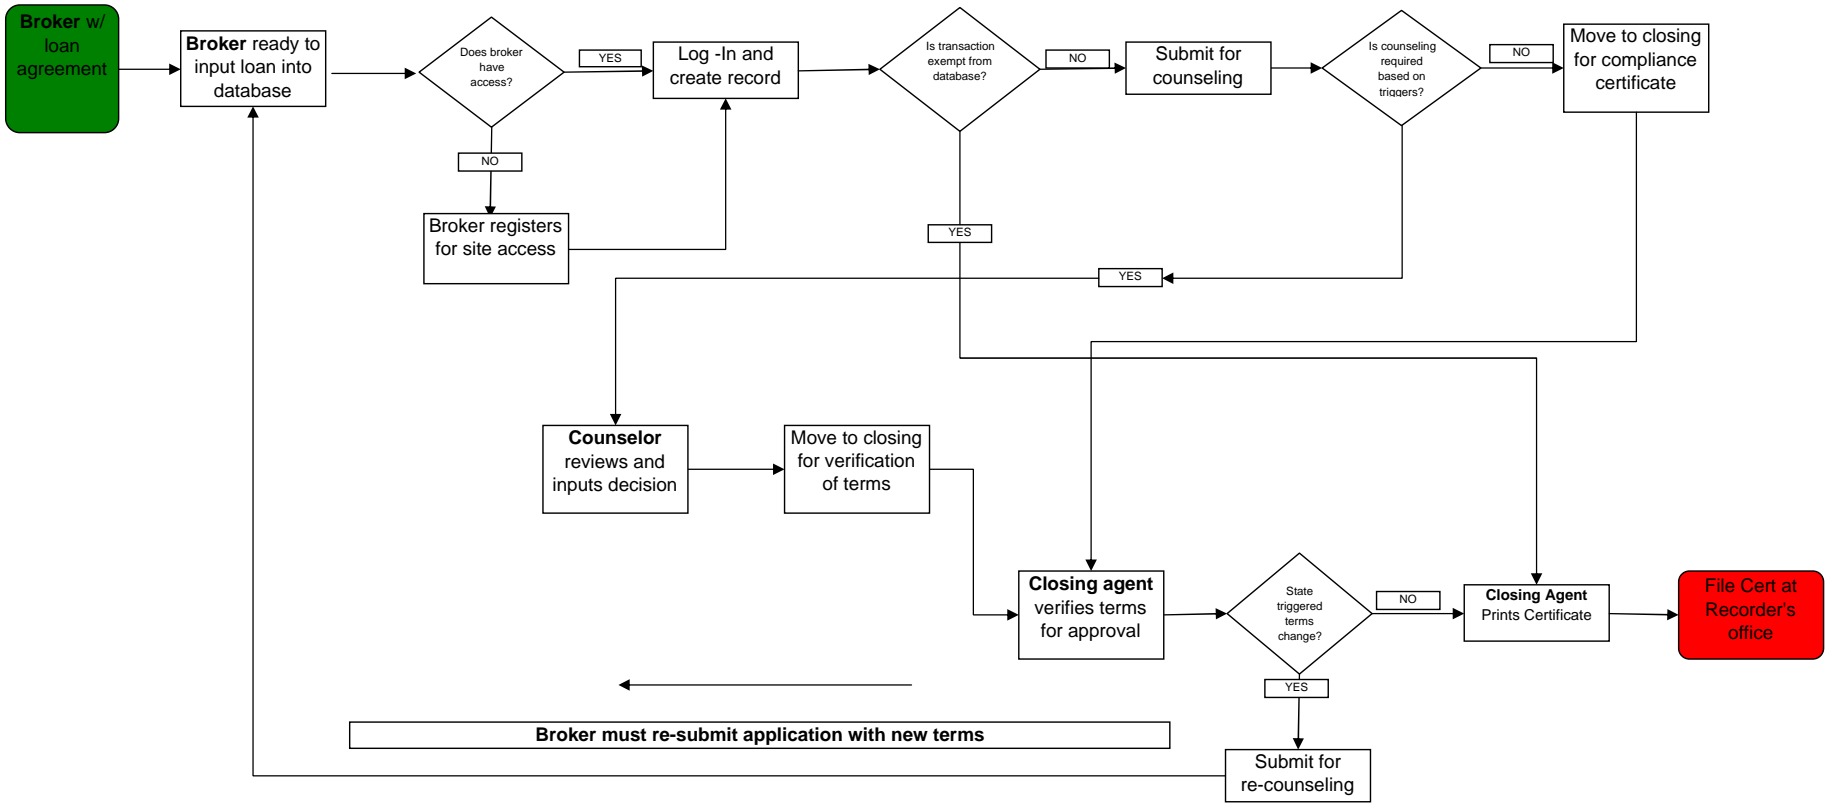 Broker w/
loan
agreement
Broker ready to
input loan into
database
Does broker
have
access?
YES
Log -In and
create record
Is transaction
exempt from
database?
NO
Submit for
counseling
Is counseling
required
based on
triggers?
NO
Move to closing
for compliance
certificate
NO
Broker registers
for site access
YES
YES
Counselor
reviews and
inputs decision
Move to closing
for verification
of terms
Closing agent
verifies terms
for approval
State
triggered
terms
change?
NO
Closing Agent
Prints Certificate
File Cert at
Recorder's
office
YES
Broker must re-submit application with new terms
Submit for
re-counseling